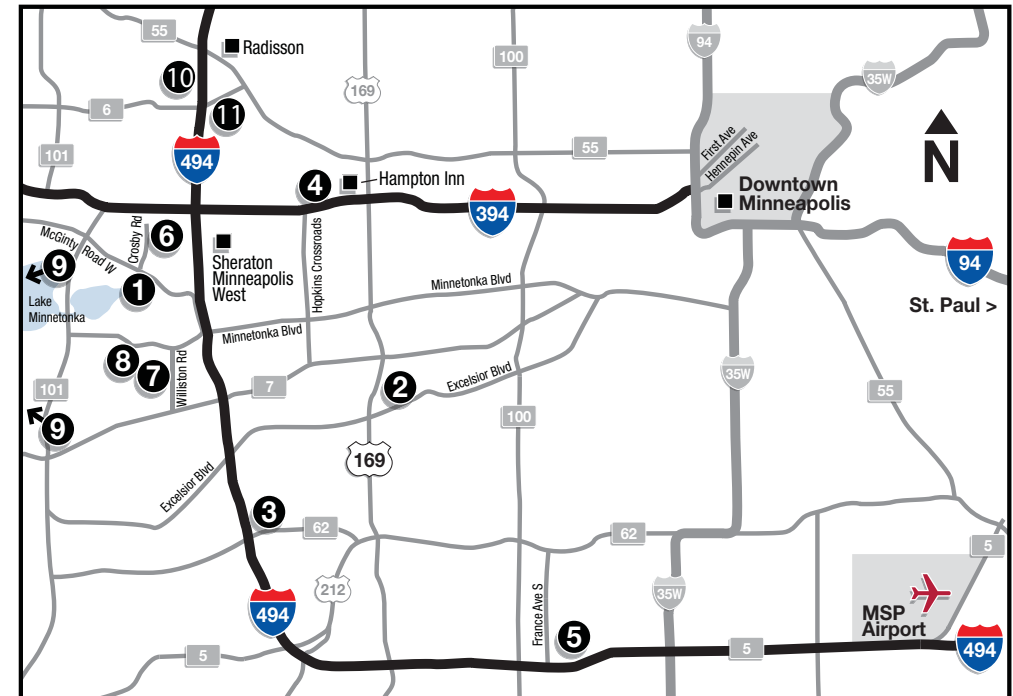 55
Radisson
94
100
35W
10
169
6
11
First Ave
Hennepin Ave
N
101
494
55
4
Hampton Inn
Downtown
Minneapolis
394
Crosby Rd
6
McGinty Road W
9
Sheraton
Minneapolis
West
Hopkins Crossroads
94
1
Minnetonka Blvd
Lake
Minnetonka
St. Paul >
Minnetonka Blvd
8
7
Williston Rd
7
2
Excelsior Blvd
35W
55
101
9
100
169
Excelsior Blvd
3
62
62
5
212
494
France Ave S
35W
MSP
Airport
5
5
5
494